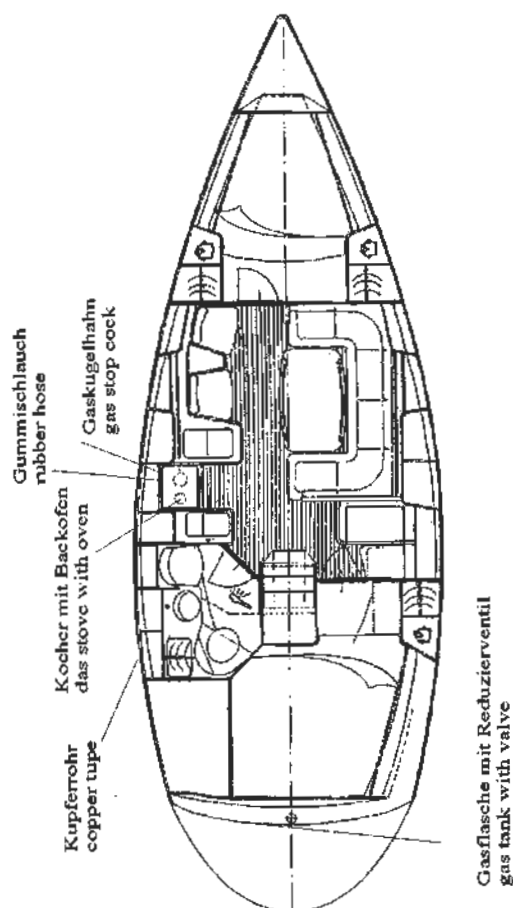 Gummischlauch
rubber hose
Gaskugelhahn
gas stop cock
Kocher mit Backofen
das stove with oven
Kupferrohr
copper tupe
Gasflasche mit Reduzierventil
gas tank with valve